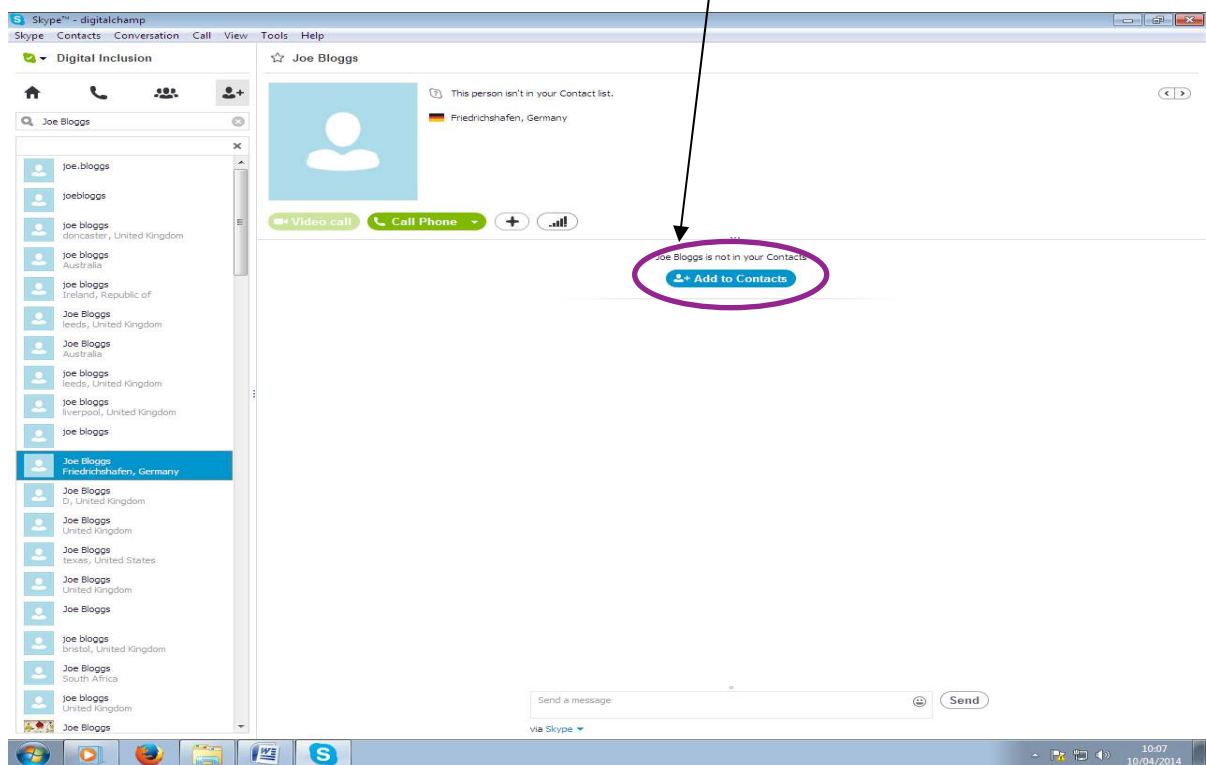 Skype™ - digitalchamp
Skype Contacts Conversation Call View Tools Help
Digital Inclusion
Joe Bloggs
Joe Bloggs
joe.bloggs
joebloggs
joe bloggs
doncaster, United Kingdom
joe bloggs
Australia
joe bloggs
Ireland, Republic of
Joe Bloggs
leeds, United Kingdom
Joe Bloggs
Australia
joe bloggs
leeds, United Kingdom
joe bloggs
liverpool, United Kingdom
joe bloggs
Joe Bloggs
Friedrichshafen, Germany
Joe Bloggs
D, United Kingdom
Joe Bloggs
United Kingdom
Joe Bloggs
texas, United States
Joe Bloggs
United Kingdom
Joe Bloggs
joe bloggs
bristol, United Kingdom
Joe Bloggs
South Africa
joe bloggs
United Kingdom
Joe Bloggs
This person isn't in your Contact list.
Friedrichshafen, Germany
Video call
Call Phone
Joe Bloggs is not in your Contacts
Add to Contacts
Send a message
Send
via Skype
10:07
10/04/2014